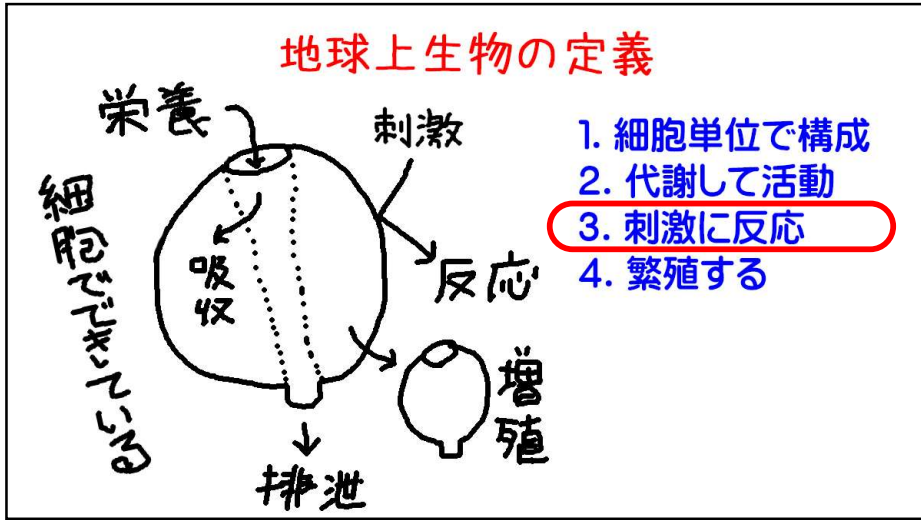 地球上生物の定義
栄養
刺激
細胞でできている
吸収
反応
増殖
排泄
1. 細胞単位で構成
2. 代謝して活動
3. 刺激に反応
4. 繁殖する